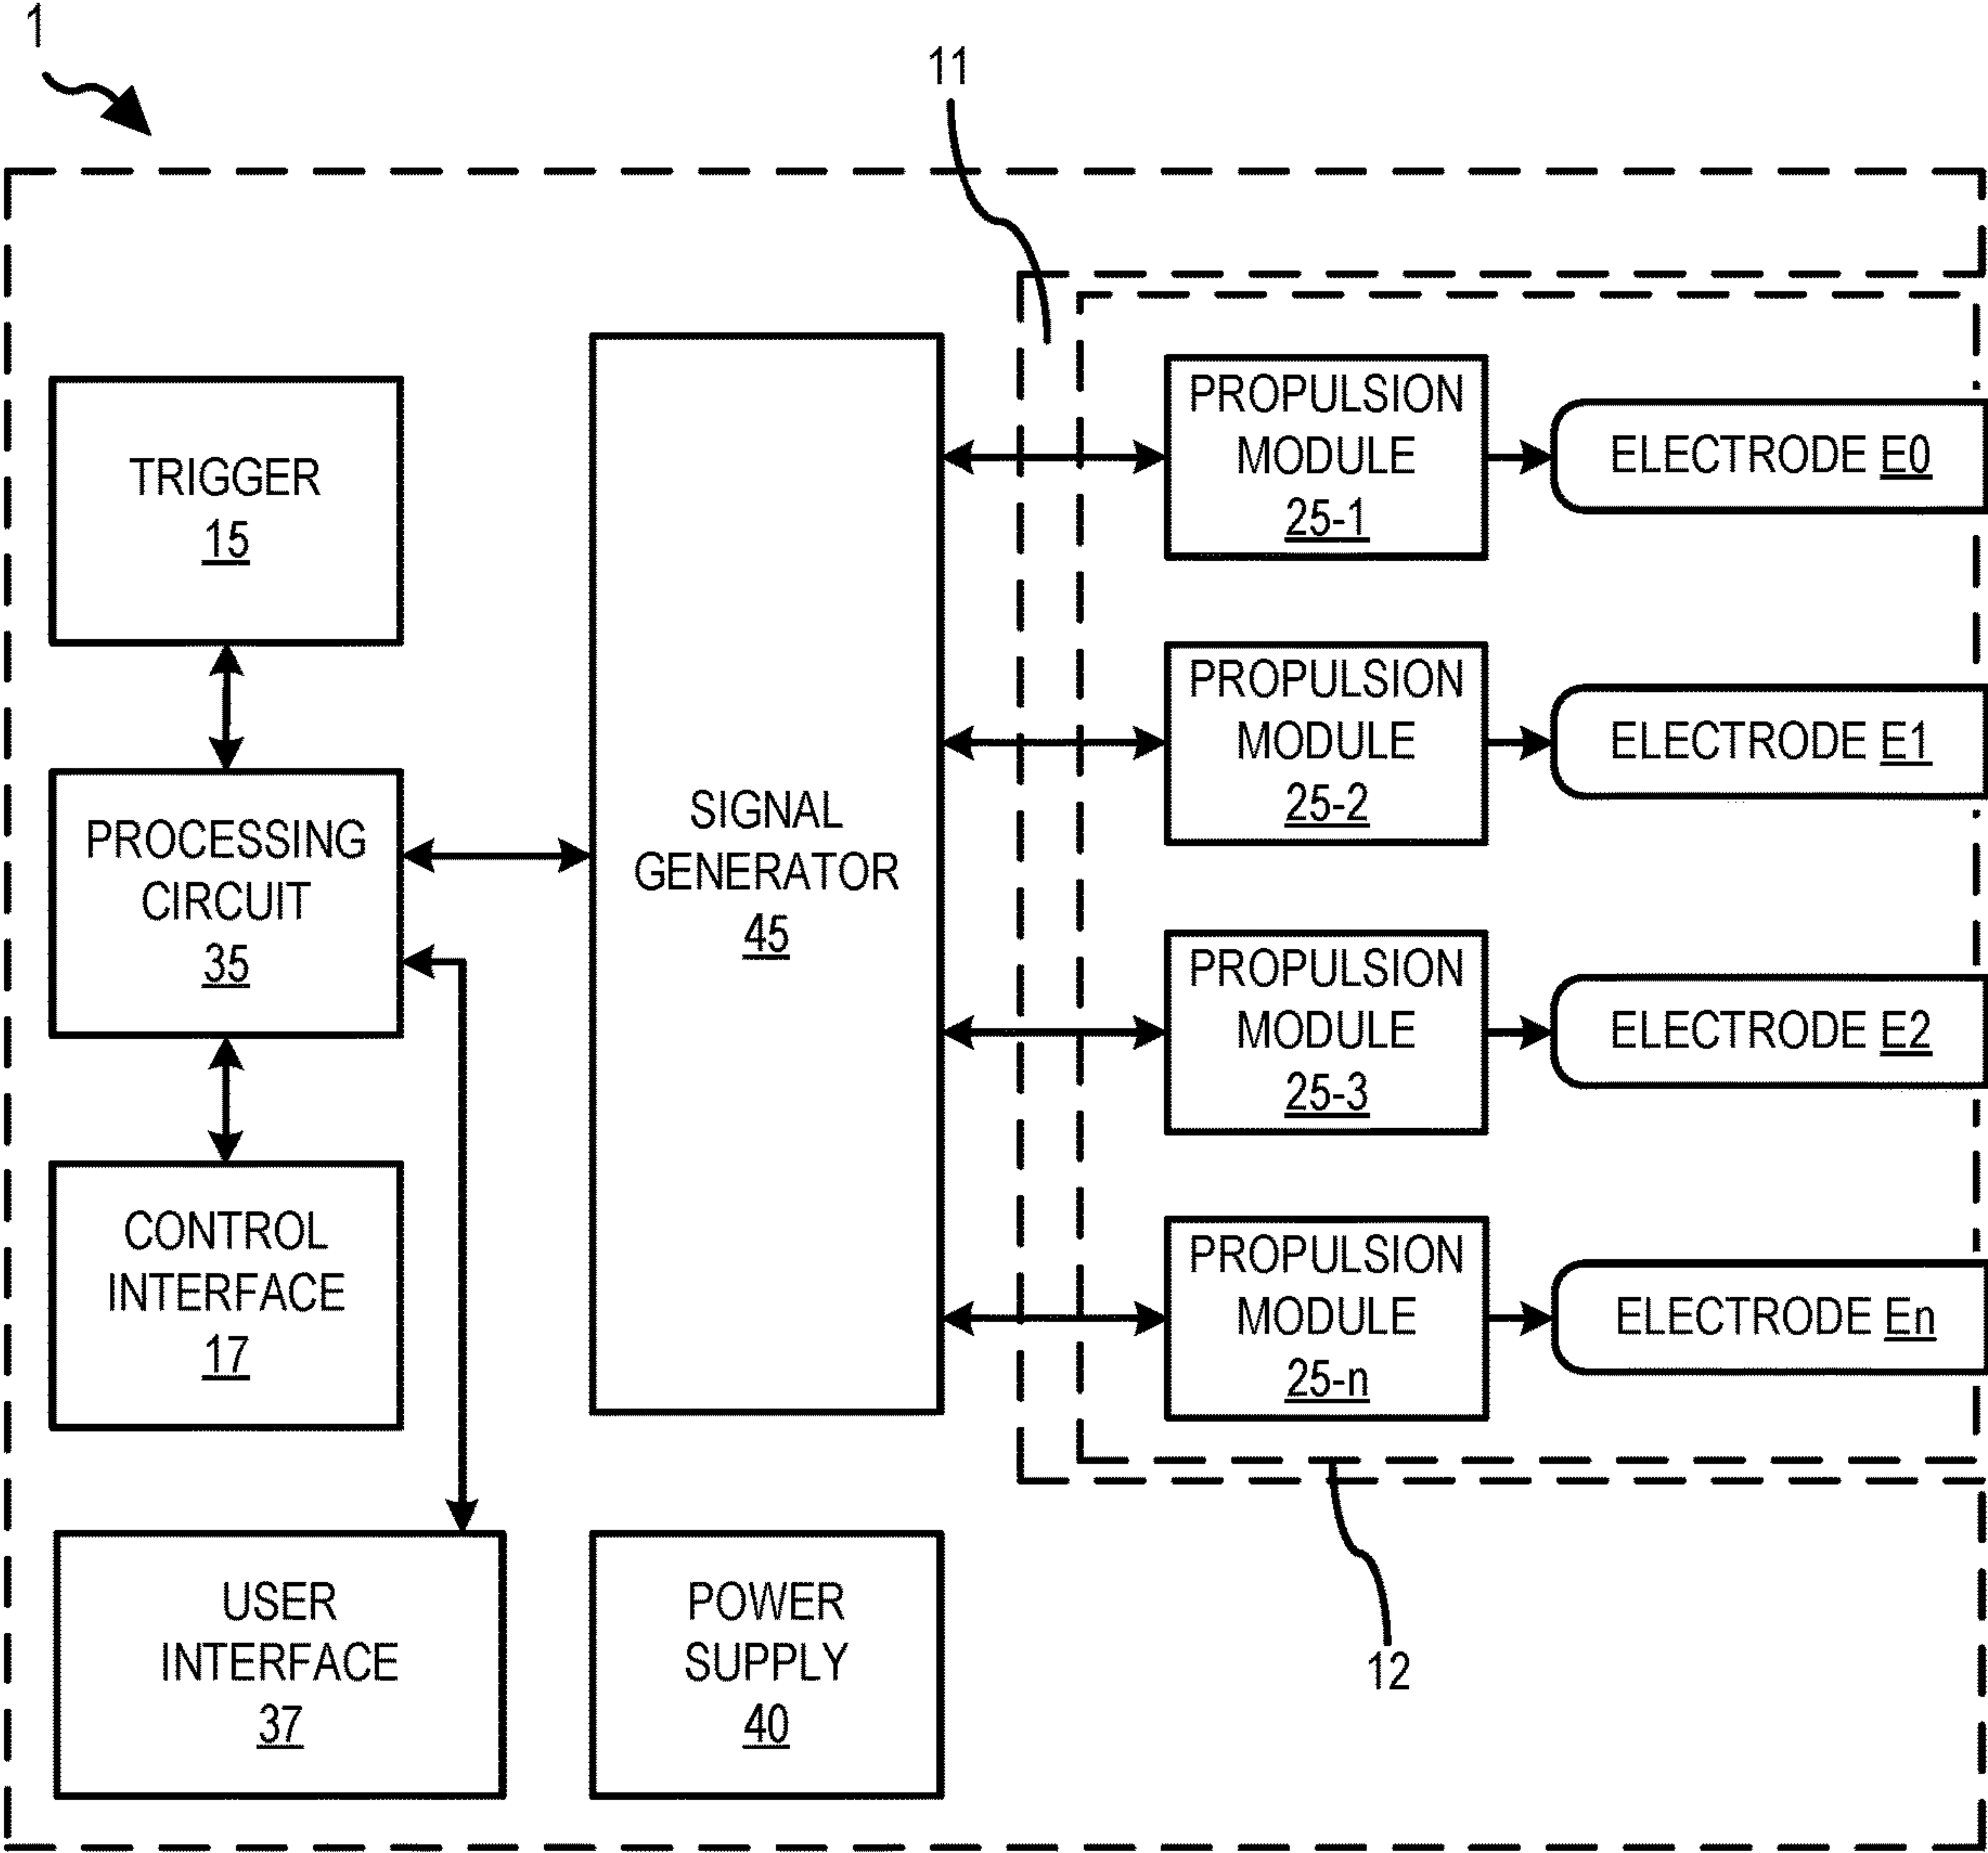 1
11
TRIGGER
15
PROCESSING
CIRCUIT
35
CONTROL
INTERFACE
17
USER
INTERFACE
37
SIGNAL
GENERATOR
45
POWER
SUPPLY
40
PROPULSION
MODULE
25-1
ELECTRODE E0
PROPULSION
MODULE
25-2
ELECTRODE E1
PROPULSION
MODULE
25-3
ELECTRODE E2
PROPULSION
MODULE
25-n
ELECTRODE En
12